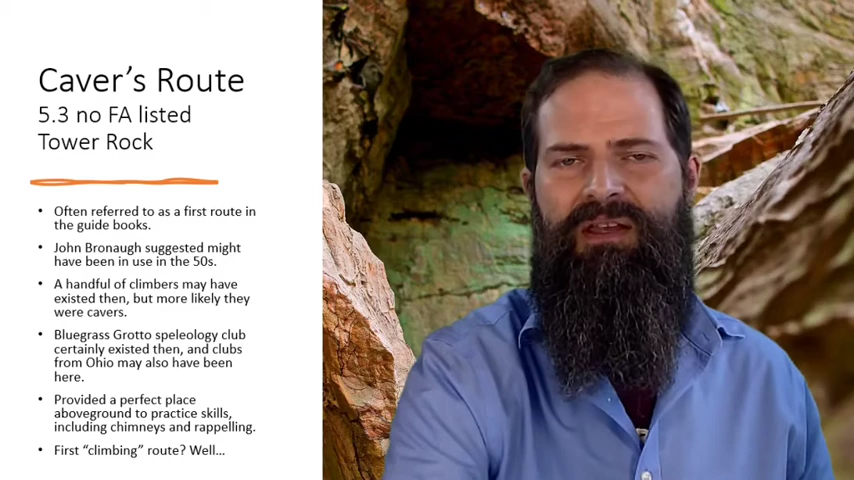 Caver's Route
5.3 no FA listed
Tower Rock
• Often referred to as a first route in
the guide books.
• John Bronaugh suggested might
have been in use in the 50s.
• A handful of climbers may have
existed then, but more likely they
were cavers.
• Bluegrass Grotto speleology club
certainly existed then, and clubs
from Ohio may also have been
here.
• Provided a perfect place
aboveground to practice skills,
including chimneys and rappelling.
• First “climbing” route? Well...